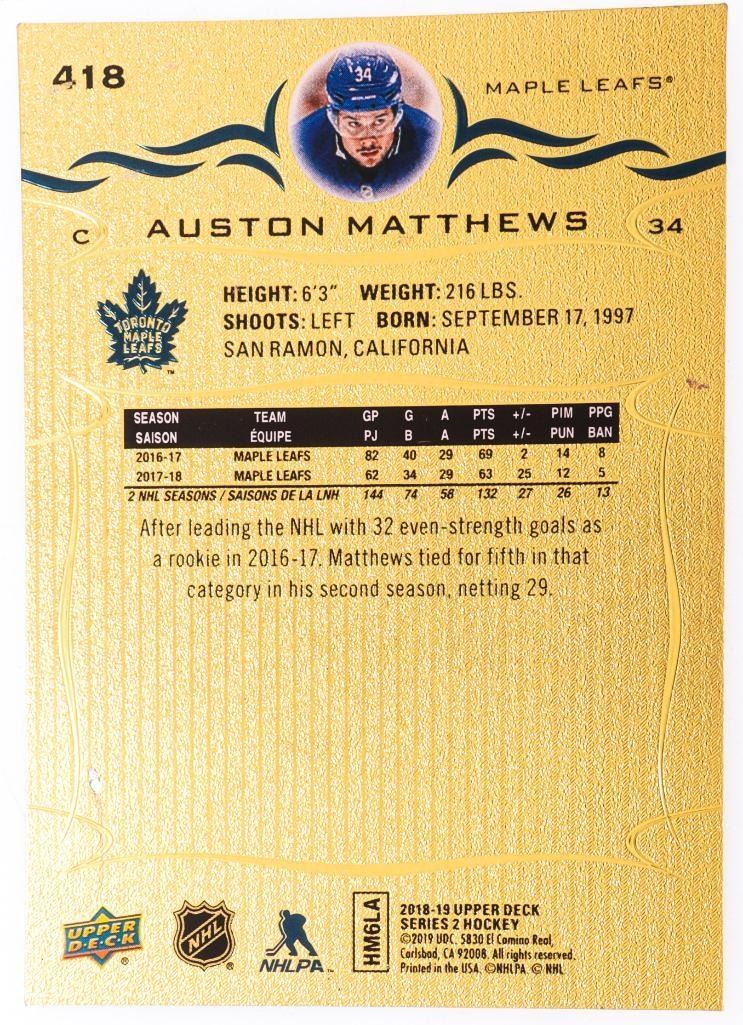 418
34
MAPLE LEAFS®
C AUSTON MATTHEWS 34
TORONTO
MAPLE
LEAFS
™
HEIGHT: 6'3" WEIGHT: 216 LBS.
SHOOTS: LEFT BORN: SEPTEMBER 17, 1997
SAN RAMON, CALIFORNIA
SEASON TEAM GP G A PTS +/- PIM PPG
SAISON ÉQUIPE PJ B A PTS +/- PUN BAN
2016-17 MAPLE LEAFS 82 40 29 69 2 14 8
2017-18 MAPLE LEAFS 62 34 29 63 25 12 5
2 NHL SEASONS / SAISONS DE LA LNH 144 74 58 132 27 26 13
After leading the NHL with 32 even-strength goals as
a rookie in 2016-17, Matthews tied for fifth in that
category in his second season, netting 29.
UPPER
D·E·C·K
®
NHL
®
NHLPA™
HM6LA
2018-19 UPPER DECK
SERIES 2 HOCKEY
©2019 UDC. 5830 El Camino Real,
Carlsbad, CA 92008. All rights reserved.
Printed in the USA. ©NHLPA. © NHL